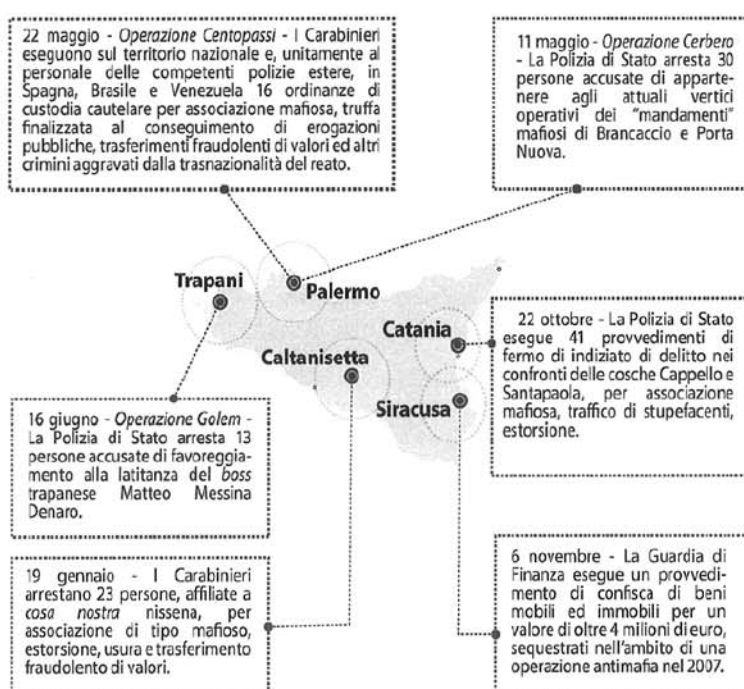 22 maggio - Operazione Centopassi - I Carabinieri
eseguono sul territorio nazionale e, unitamente al
personale delle competenti polizie estere, in
Spagna, Brasile e Venezuela 16 ordinanze di
custodia cautelare per associazione mafiosa, truffa
finalizzata al conseguimento di erogazioni
pubbliche, trasferimenti fraudolenti di valori ed altri
crimini aggravati dalla trasnazionalità del reato.
11 maggio - Operazione Cerbero
- La Polizia di Stato arresta 30
persone accusate di apparte-
nere agli attuali vertici
operativi dei "mandamenti"
mafiosi di Brancaccio e Porta
Nuova.
Trapani
Palermo
Catania
Caltanisetta
Siracusa
22 ottobre - La Polizia di Stato
esegue 41 provvedimenti di
fermo di indiziato di delitto nei
confronti delle cosche Cappello e
Santapaola, per associazione
mafiosa, traffico di stupefacenti,
estorsione.
16 giugno - Operazione Golem -
La Polizia di Stato arresta 13
persone accusate di favoreggia-
mento alla latitanza del boss
trapanese Matteo Messina
Denaro.
19 gennaio - I Carabinieri
arrestano 23 persone, affiliate a
cosa nostra nissena, per
associazione di tipo mafioso,
estorsione, usura e trasferimento
fraudolento di valori.
6 novembre - La Guardia di
Finanza esegue un provvedi-
mento di confisca di beni
mobili ed immobili per un
valore di oltre 4 milioni di euro,
sequestrati nell'ambito di una
operazione antimafia nel 2007.